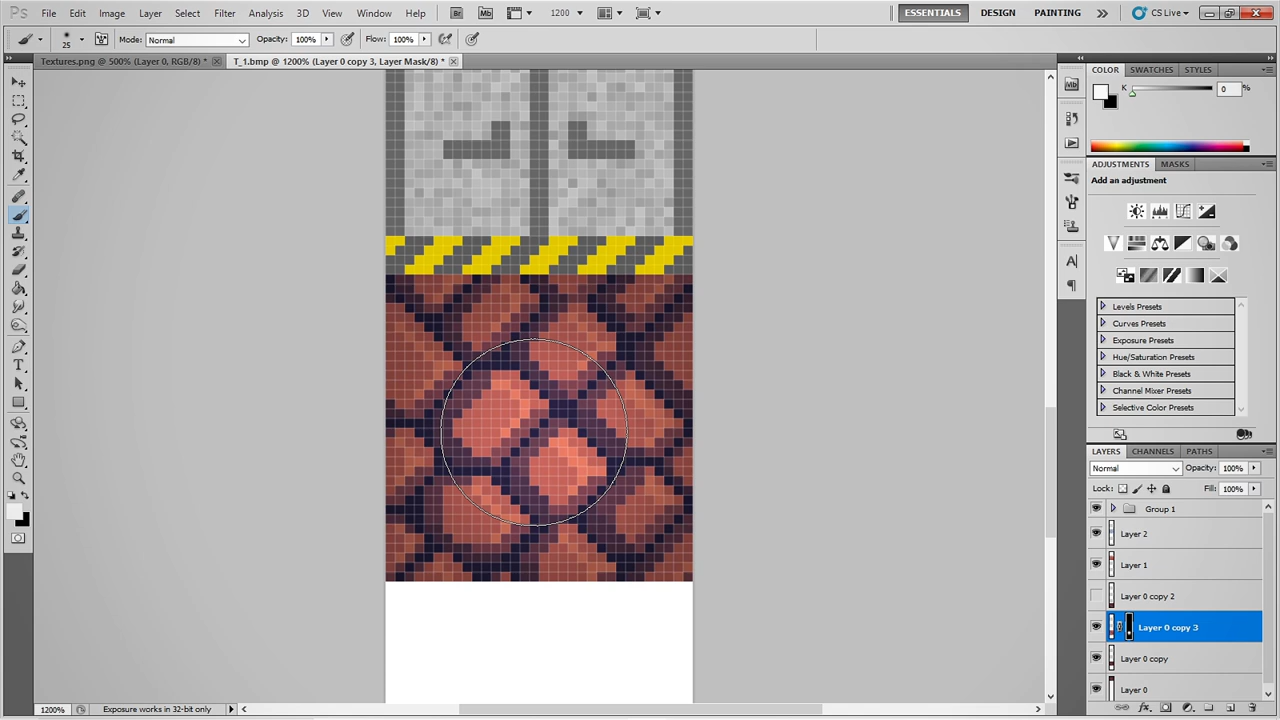 Ps File Edit Image Layer Select Filter Analysis 3D View Window Help Br Mb 1200 ESSENTIALS DESIGN PAINTING CS Live
25 Mode: Normal Opacity: 100% Flow: 100%
Textures.png @ 500% (Layer 0, RGB/8) * T_1.bmp @ 1200% (Layer 0 copy 3, Layer Mask/8) *
COLOR SWATCHES STYLES
K 0 %
ADJUSTMENTS MASKS
Add an adjustment
Levels Presets
Curves Presets
Exposure Presets
Hue/Saturation Presets
Black & White Presets
Channel Mixer Presets
Selective Color Presets
LAYERS CHANNELS PATHS
Normal Opacity: 100%
Lock: Fill: 100%
Group 1
Layer 2
Layer 1
Layer 0 copy 2
Layer 0 copy 3
Layer 0 copy
Layer 0
1200% Exposure works in 32-bit only